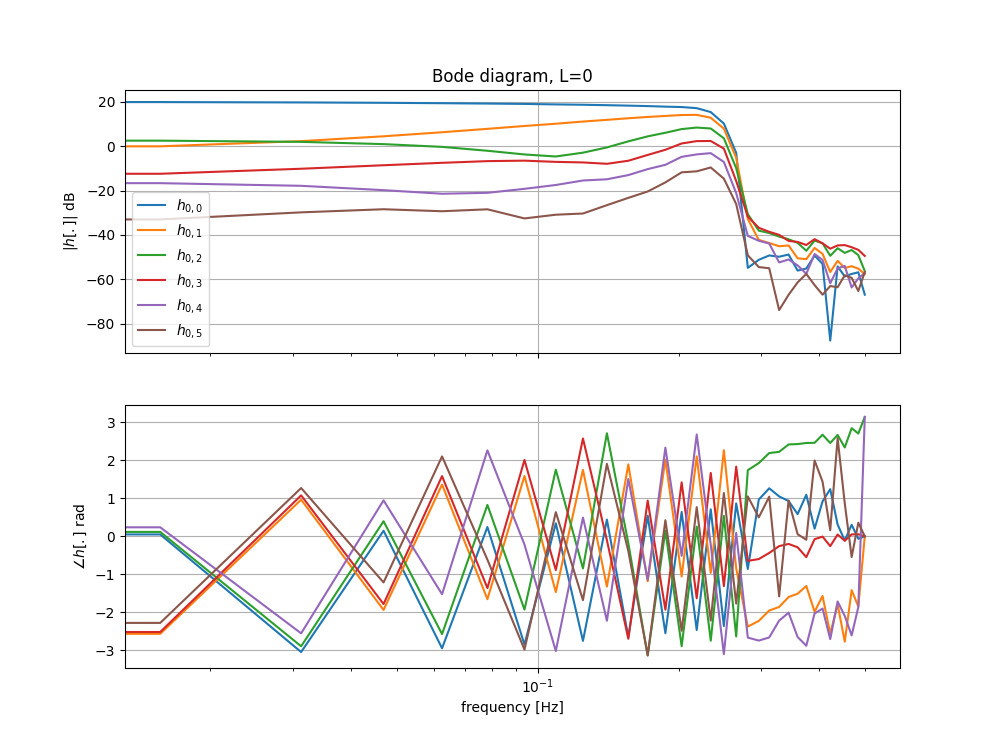 Bode diagram, L=0
|h[.]| dB
20
0
−20
−40
−60
−80
h0,0
h0,1
h0,2
h0,3
h0,4
h0,5
∠h[.] rad
3
2
1
0
−1
−2
−3
10−1
frequency [Hz]